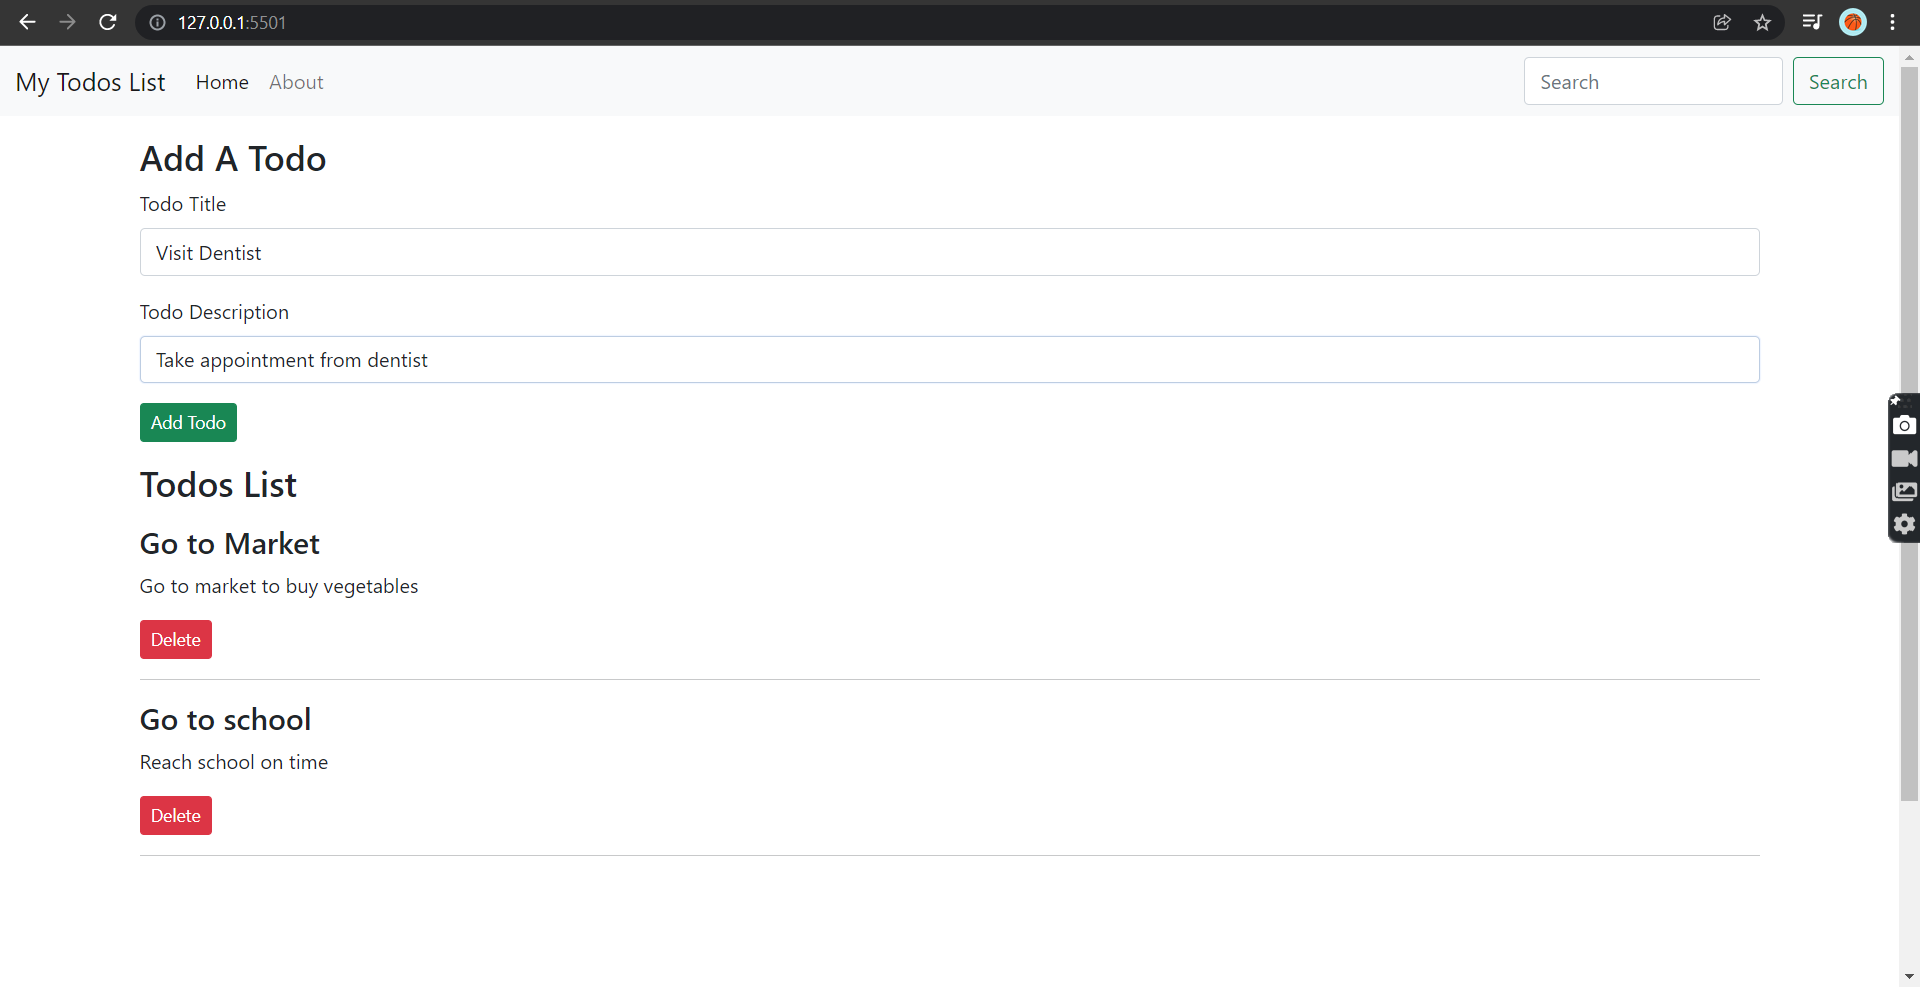 127.0.0.1:5501
My Todos List Home About Search Search
Add A Todo
Todo Title
Visit Dentist
Todo Description
Take appointment from dentist
Add Todo
Todos List
Go to Market
Go to market to buy vegetables
Delete
Go to school
Reach school on time
Delete